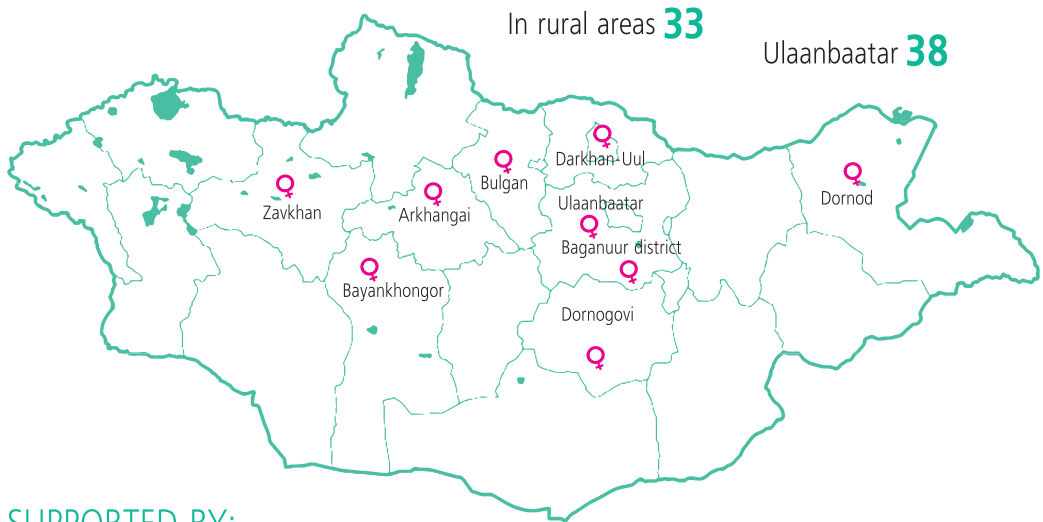 In rural areas 33
Ulaanbaatar 38
Darkhan-Uul
Bulgan
Dornod
Zavkhan
Arkhangai
Ulaanbaatar
Baganuur district
Bayankhongor
Dornogovi
SUPPORTED BY: